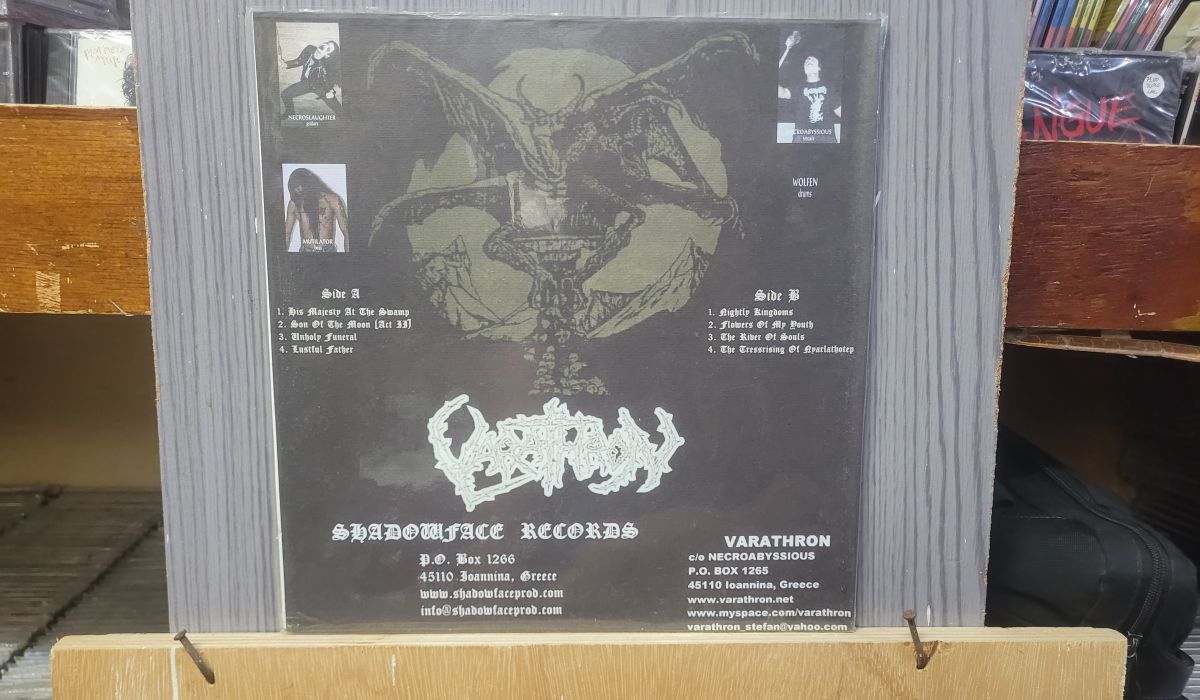 NECROSLAUGHTER
guitars
MUTILATOR
bass
NECROABYSSIOUS
vocals
WOLFEN
drums
Side A
1. His Majesty At The Swamp
2. Son Of The Moon (Act II)
3. Unholy Funeral
4. Lustful Father
Side B
1. Nightly Kingdoms
2. Flowers Of My Youth
3. The River Of Souls
4. The Tressrising Of Nyarlathotep
VARATHRON
SHADOWFACE RECORDS
P.O. Box 1266
45110 Ioannina, Greece
www.shadowfaceprod.com
info@shadowfaceprod.com
VARATHRON
c/o NECROABYSSIOUS
P.O. BOX 1265
45110 Ioannina, Greece
www.varathron.net
www.myspace.com/varathron
varathron_stefan@yahoo.com